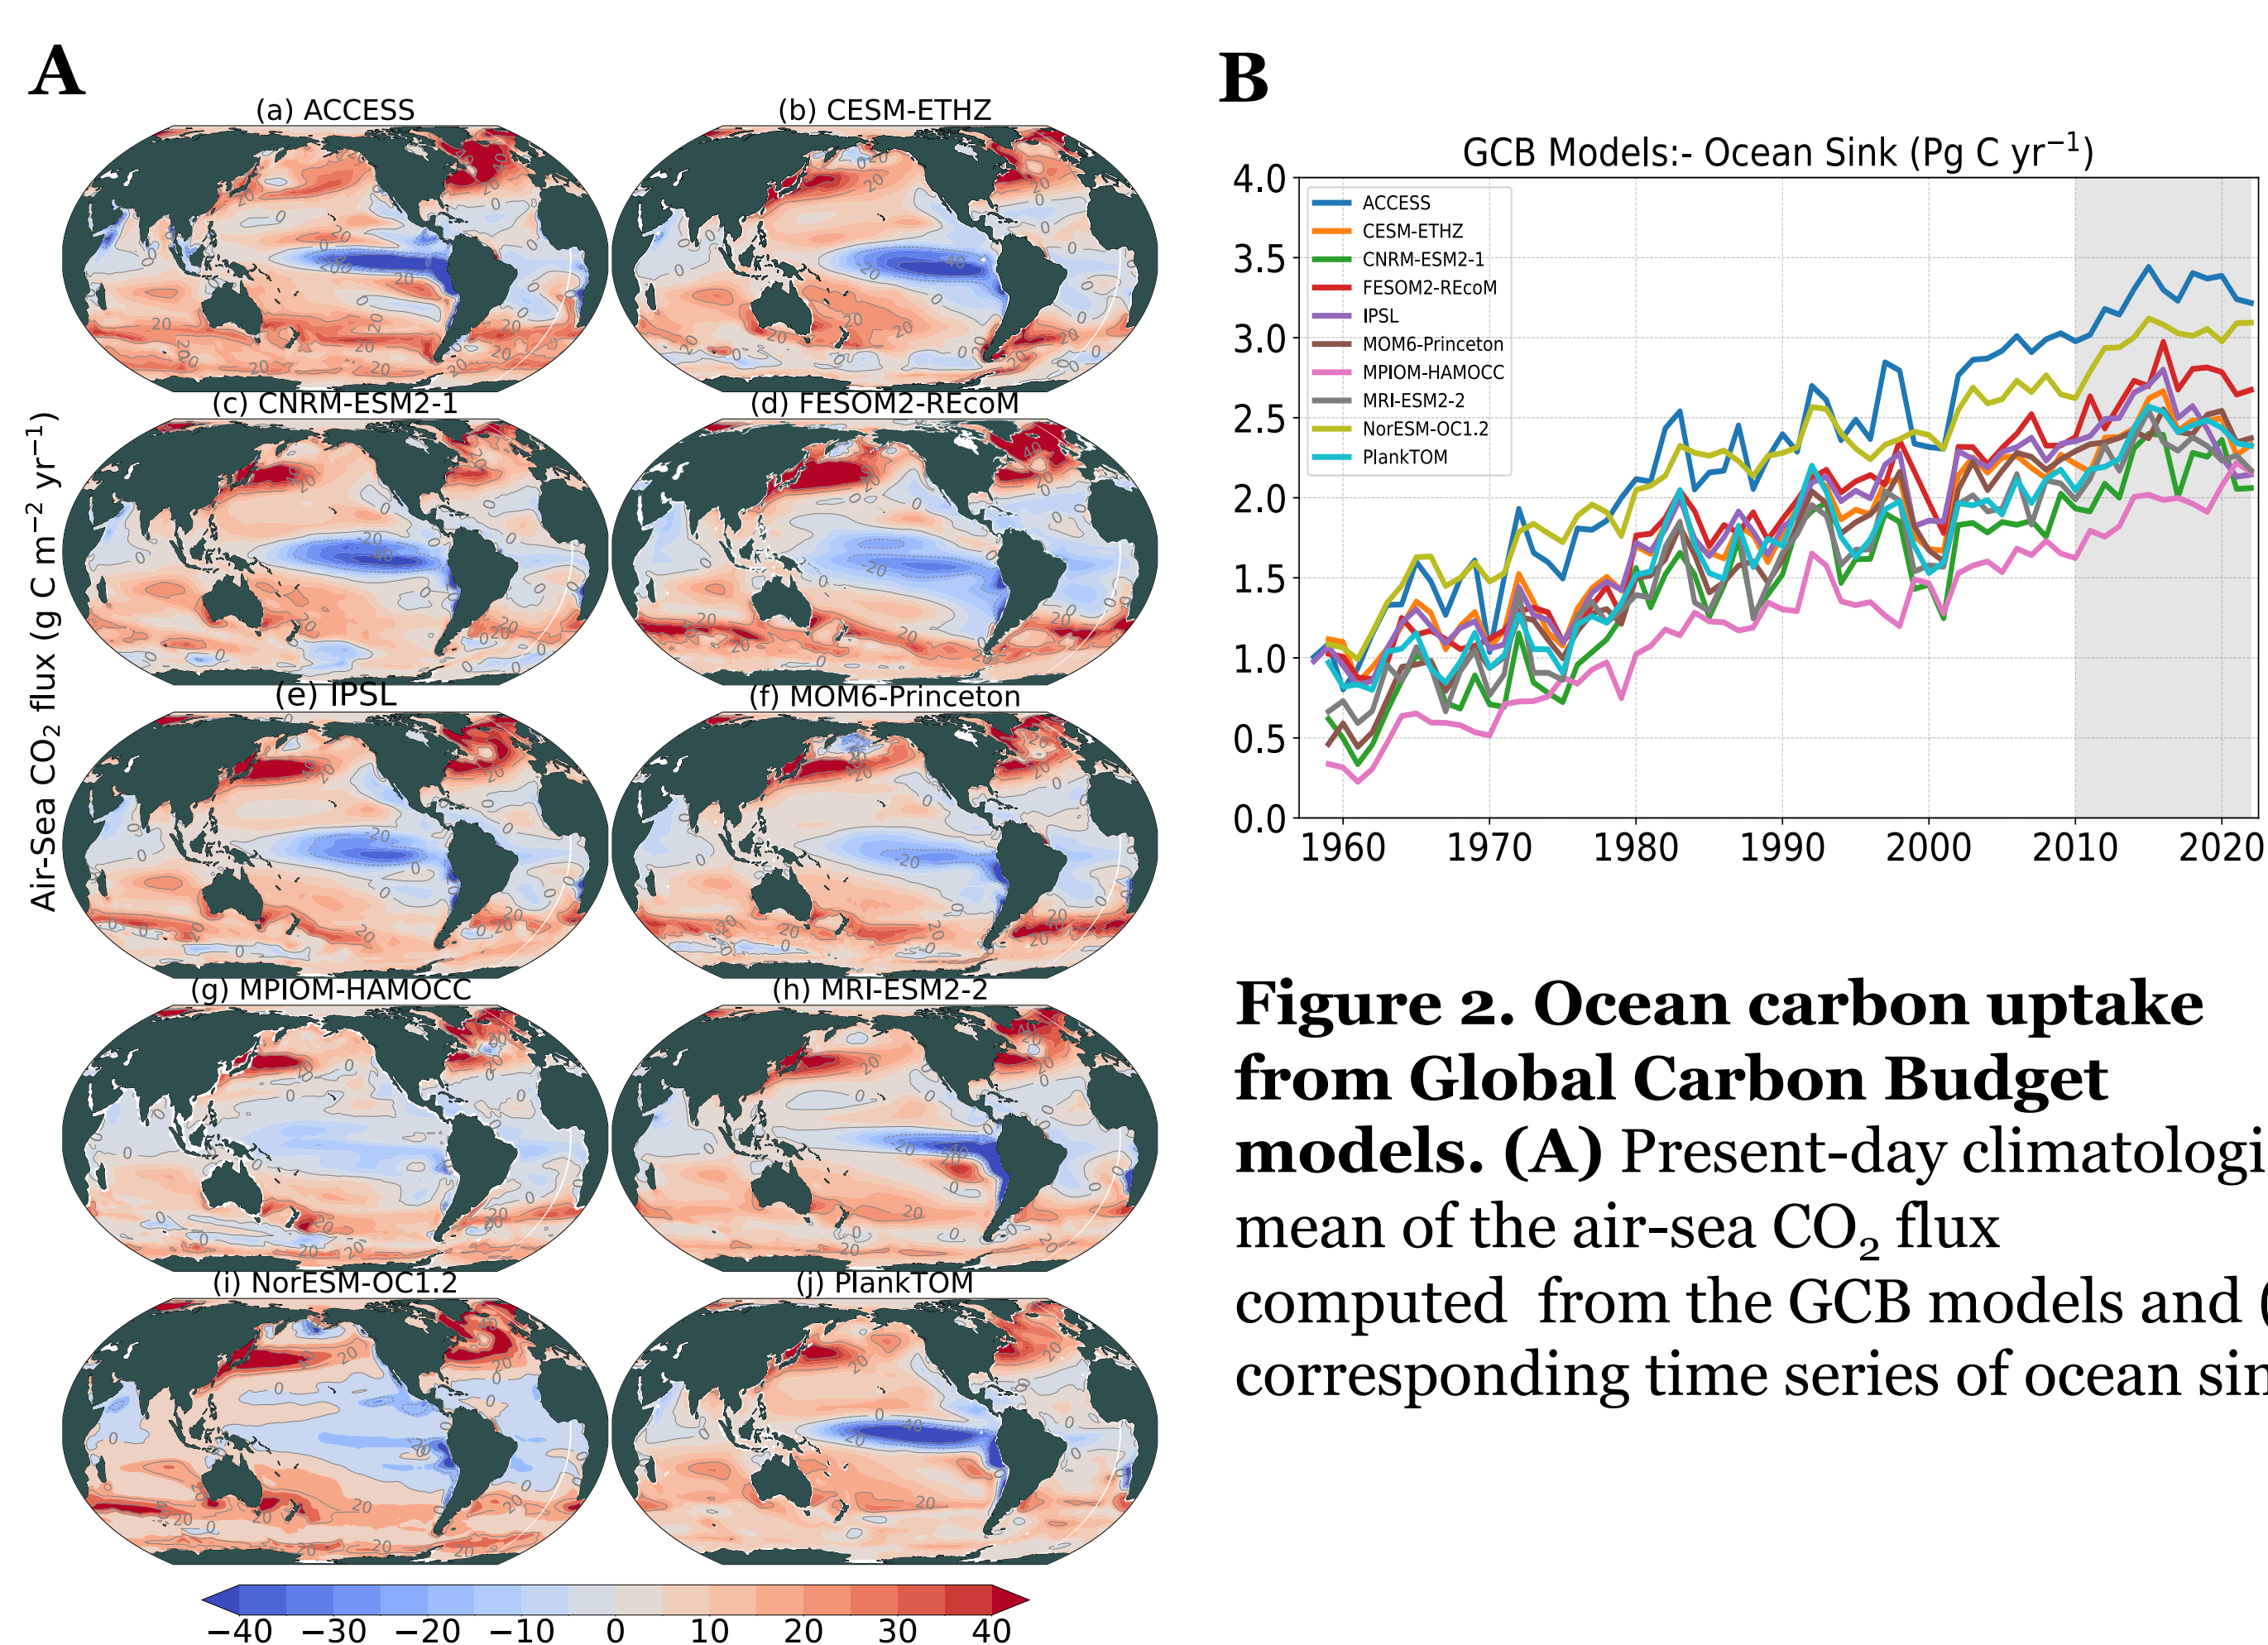 A
B
(a) ACCESS
(b) CESM-ETHZ
(c) CNRM-ESM2-1
(d) FESOM2-REcoM
(e) IPSL
(f) MOM6-Princeton
(g) MPIOM-HAMOCC
(h) MRI-ESM2-2
(i) NorESM-OC1.2
(j) PlankTOM
Air-Sea CO₂ flux (g C m⁻² yr⁻¹)
−40 −30 −20 −10 0 10 20 30 40
GCB Models:- Ocean Sink (Pg C yr⁻¹)
4.0
3.5
3.0
2.5
2.0
1.5
1.0
0.5
0.0
ACCESS
CESM-ETHZ
CNRM-ESM2-1
FESOM2-REcoM
IPSL
MOM6-Princeton
MPIOM-HAMOCC
MRI-ESM2-2
NorESM-OC1.2
PlankTOM
1960 1970 1980 1990 2000 2010 2020
Figure 2. Ocean carbon uptake
from Global Carbon Budget
models. (A) Present-day climatologi
mean of the air-sea CO₂ flux
computed from the GCB models and (
corresponding time series of ocean sin